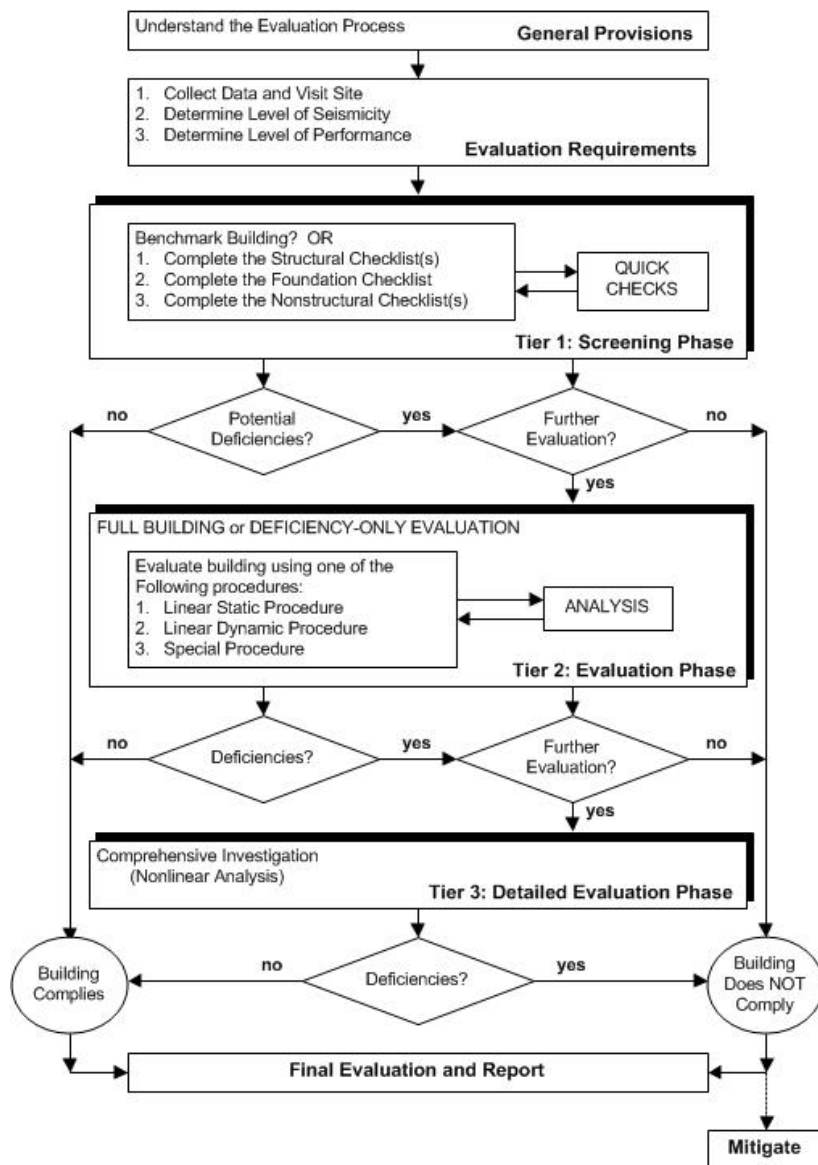 Understand the Evaluation Process
General Provisions
1. Collect Data and Visit Site
2. Determine Level of Seismicity
3. Determine Level of Performance
Evaluation Requirements
Benchmark Building? OR
1. Complete the Structural Checklist(s)
2. Complete the Foundation Checklist
3. Complete the Nonstructural Checklist(s)
QUICK
CHECKS
Tier 1: Screening Phase
no
Potential
Deficiencies?
yes
Further
Evaluation?
no
yes
FULL BUILDING or DEFICIENCY-ONLY EVALUATION
Evaluate building using one of the
Following procedures:
1. Linear Static Procedure
2. Linear Dynamic Procedure
3. Special Procedure
ANALYSIS
Tier 2: Evaluation Phase
no
Deficiencies?
yes
Further
Evaluation?
no
yes
Comprehensive Investigation
(Nonlinear Analysis)
Tier 3: Detailed Evaluation Phase
Building
Complies
no
Deficiencies?
yes
Building
Does NOT
Comply
Final Evaluation and Report
Mitigate